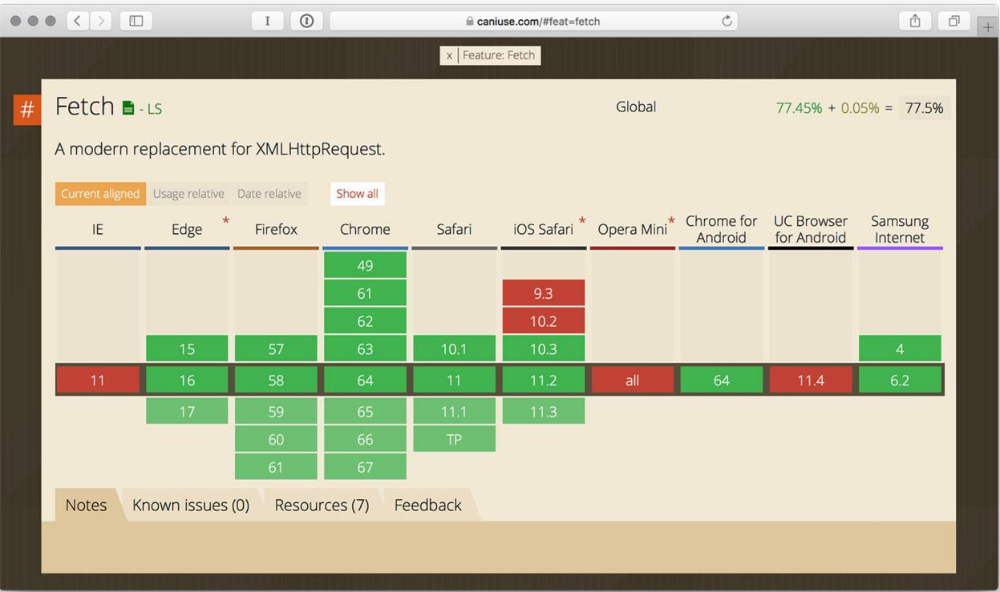 caniuse.com/#feat=fetch
x | Feature: Fetch
#
Fetch - LS
Global
77.45% + 0.05% = 77.5%
A modern replacement for XMLHttpRequest.
Current aligned Usage relative Date relative Show all
IE Edge * Firefox Chrome Safari iOS Safari * Opera Mini * Chrome for Android UC Browser for Android Samsung Internet
49
61 9.3
62 10.2
15 57 63 10.1 10.3 4
11 16 58 64 11 11.2 all 64 11.4 6.2
17 59 65 11.1 11.3
60 66 TP
61 67
Notes Known issues (0) Resources (7) Feedback